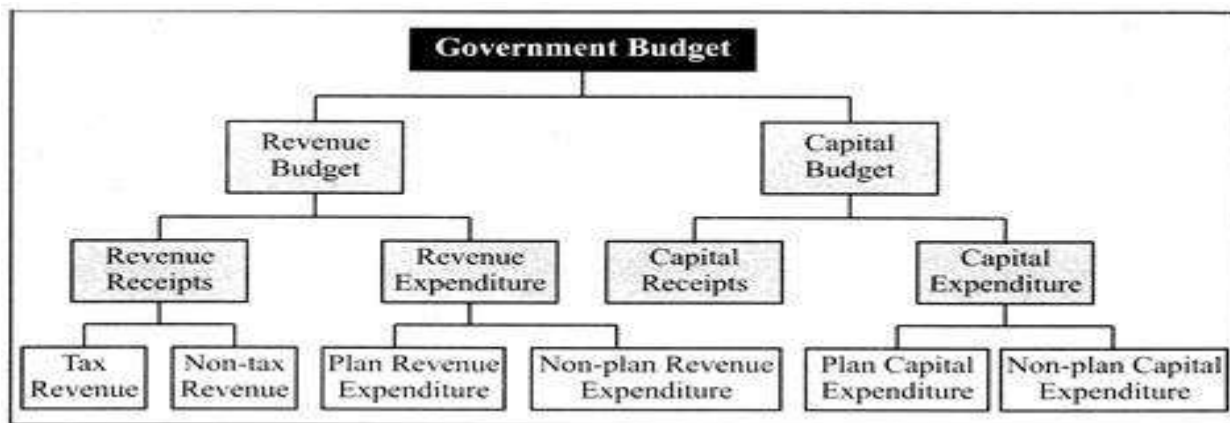 Government Budget
Revenue
Budget
Capital
Budget
Revenue
Receipts
Revenue
Expenditure
Capital
Receipts
Capital
Expenditure
Tax
Revenue
Non-tax
Revenue
Plan Revenue
Expenditure
Non-plan Revenue
Expenditure
Plan Capital
Expenditure
Non-plan Capital
Expenditure